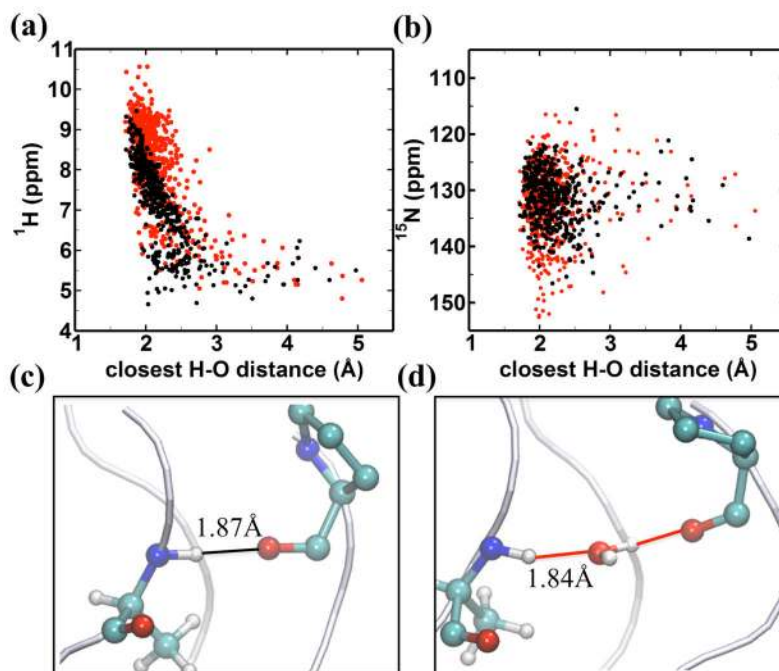 (a)
(b)
11
10
9
8
7
6
5
4
¹H (ppm)
1
2
3
4
5
closest H-O distance (Å)
110
120
130
140
150
¹⁵N (ppm)
1
2
3
4
5
closest H-O distance (Å)
(c)
(d)
1.87Å
1.84Å